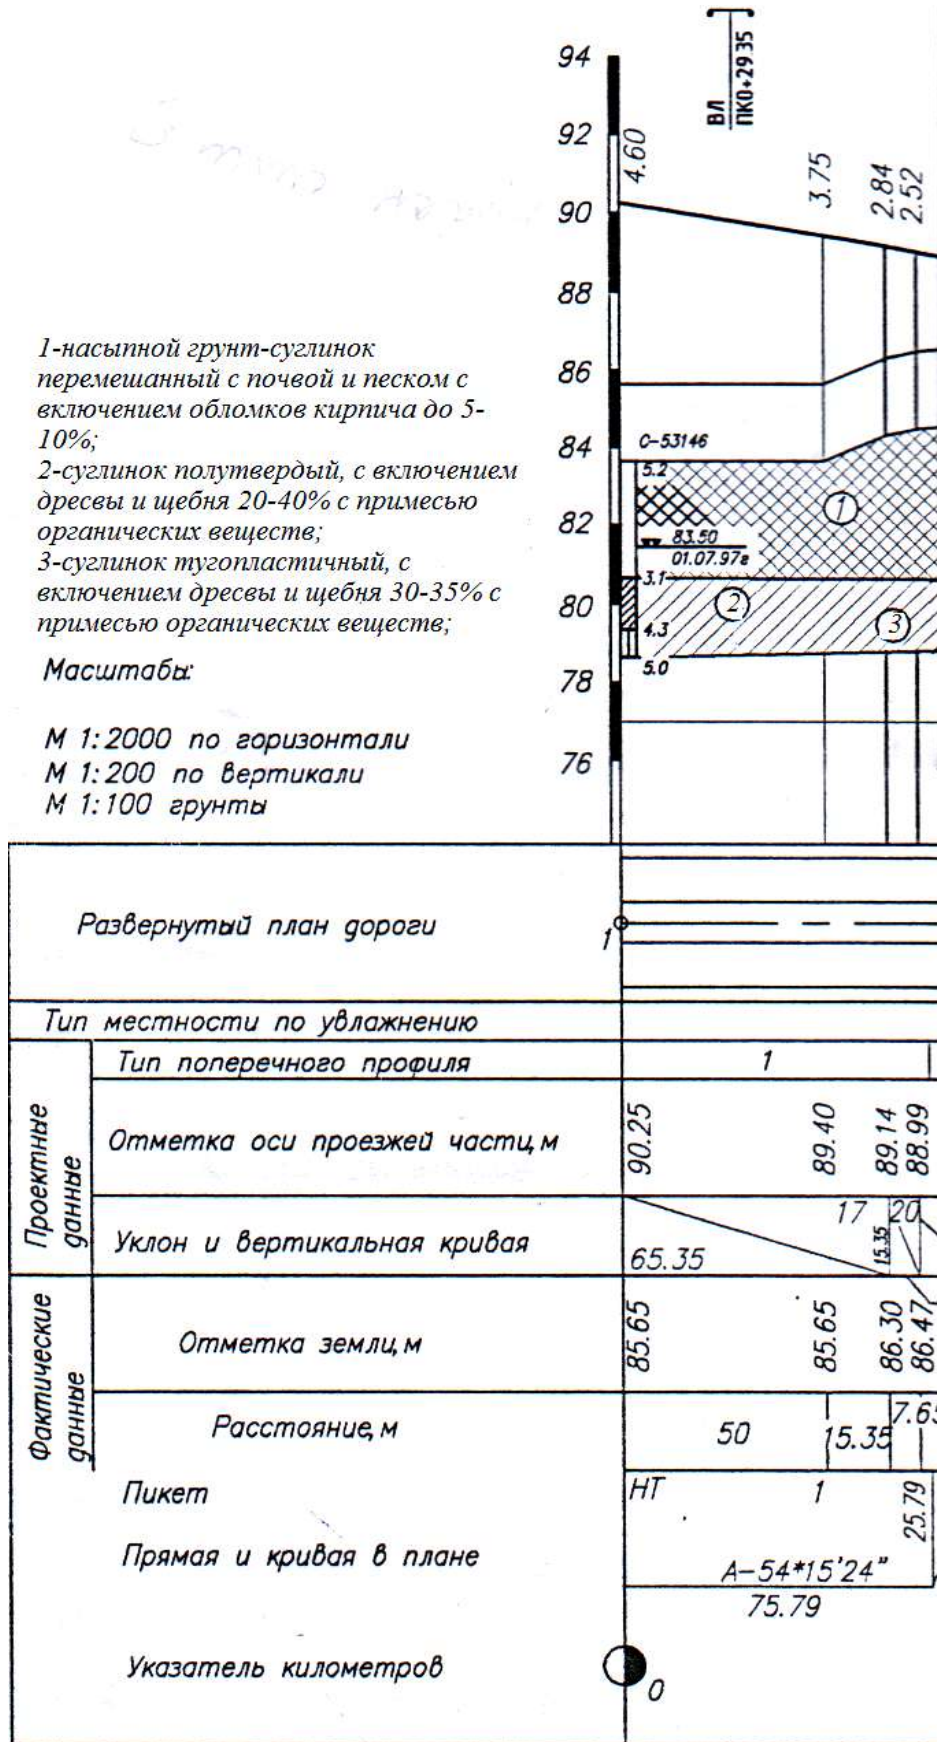 94
92
90
88
86
84
82
80
78
76
ВЛ
ПК0+29.35
4.60
3.75
2.84
2.52
1-насыпной грунт-суглинок
перемешанный с почвой и песком с
включением обломков кирпича до 5-
10%;
2-суглинок полутвердый, с включением
дресвы и щебня 20-40% с примесью
органических веществ;
3-суглинок тугопластичный, с
включением дресвы и щебня 30-35% с
примесью органических веществ;
Масштабы:
М 1:2000 по горизонтали
М 1:200 по вертикали
М 1:100 грунты
С-53146
5.2
83.50
01.07.97г
3.1
4.3
5.0
1
2
3
Развернутый план дороги
1
Тип местности по увлажнению
Проектные данные
Тип поперечного профиля
1
Отметка оси проезжей части,м
90.25
89.40
89.14
88.99
Уклон и вертикальная кривая
65.35
17
15.35
20
Фактические данные
Отметка земли,м
85.65
85.65
86.30
86.47
Расстояние,м
50
15.35
7.65
Пикет
НТ
1
25.79
Прямая и кривая в плане
А-54*15'24"
75.79
Указатель километров
0